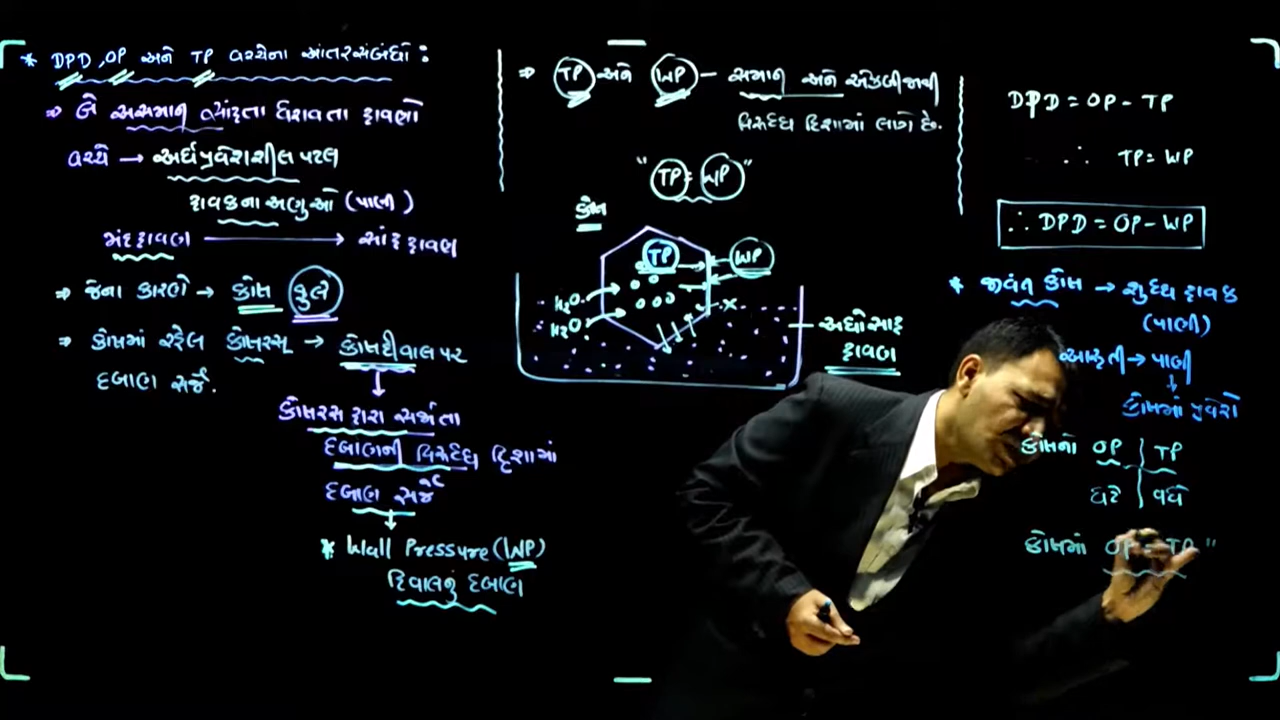 * DPD, OP અને TP વચ્ચેના આંતરસંબંધો :
⇒ બે અસમાન સાંદ્રતા ધરાવતા દ્રાવણો
વચ્ચે → અર્ધપ્રવેશશીલ પટલ
દ્રાવકના અણુઓ (પાણી)
મંદ દ્રાવણ → સાંદ્ર દ્રાવણ
⇒ જેના કારણે → કોષ ફુલે
⇒ કોષમાં રહેલ કોષરસ → કોષદીવાલ પર
દબાણ સર્જે.
કોષરસ દ્વારા સર્જાતા
દબાણની વિરુદ્ધ દિશામાં
દબાણ સર્જે
* Wall Pressure (WP)
દિવાલનું દબાણ
⇒ TP અને WP – સમાન અને એકબીજાથી
વિરુદ્ધ દિશામાં લાગે છે.
"TP = WP"
કોષ
TP
WP
H₂O
H₂O
X
અધોસાંદ્ર
દ્રાવણ
DPD = OP - TP
∴ TP = WP
∴ DPD = OP - WP
* જીવંત કોષ → શુદ્ધ દ્રાવક
(પાણી)
→ પાણી
કોષમાં પ્રવેશે
કોષનો OP | TP
ઘટે | વધે
કોષમાં OP = TP "